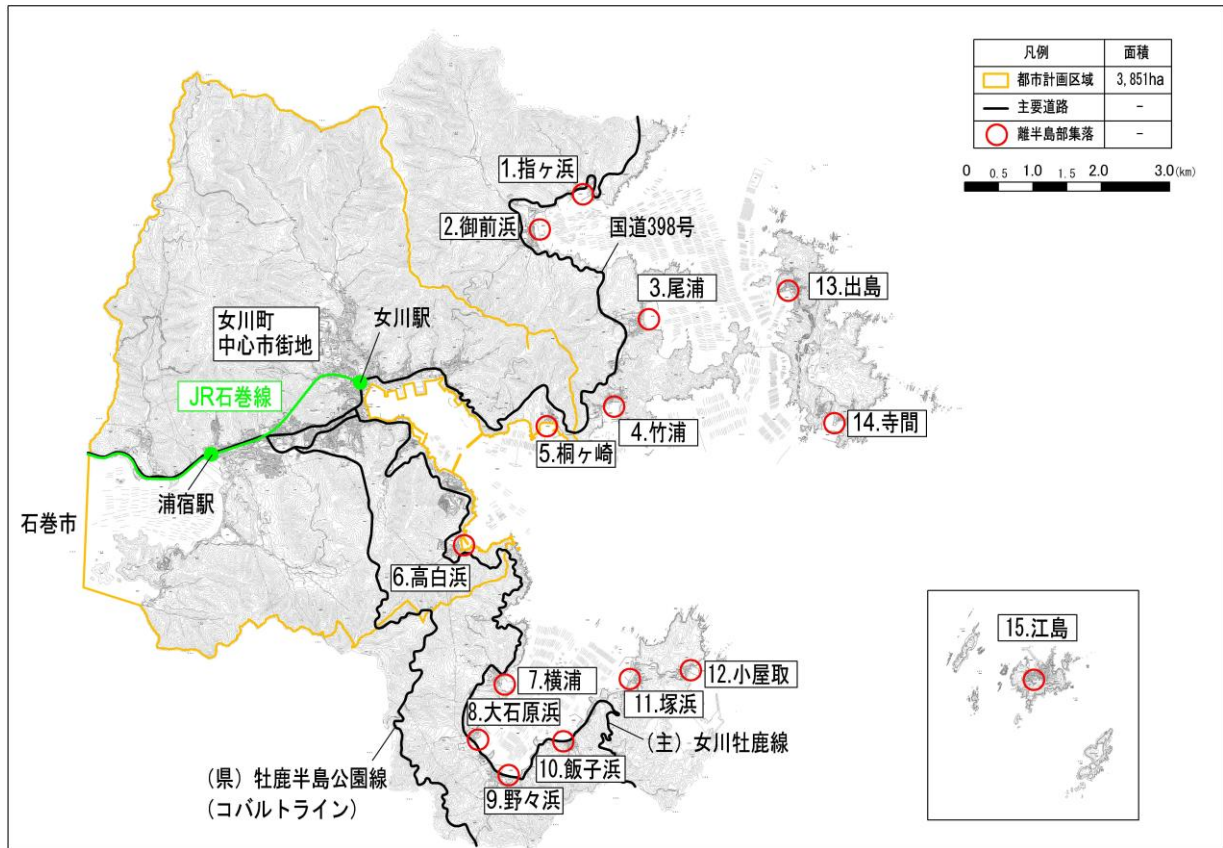 凡例 面積
都市計画区域 3,851ha
主要道路 -
離半島部集落 -
0 0.5 1.0 1.5 2.0 3.0(km)
1.指ヶ浜
2.御前浜
国道398号
3.尾浦
13.出島
女川町
中心市街地
女川駅
JR石巻線
4.竹浦
14.寺間
5.桐ヶ崎
浦宿駅
石巻市
6.高白浜
15.江島
7.横浦
12.小屋取
11.塚浜
8.大石原浜
(主)女川牡鹿線
10.飯子浜
9.野々浜
(県)牡鹿半島公園線
(コバルトライン)